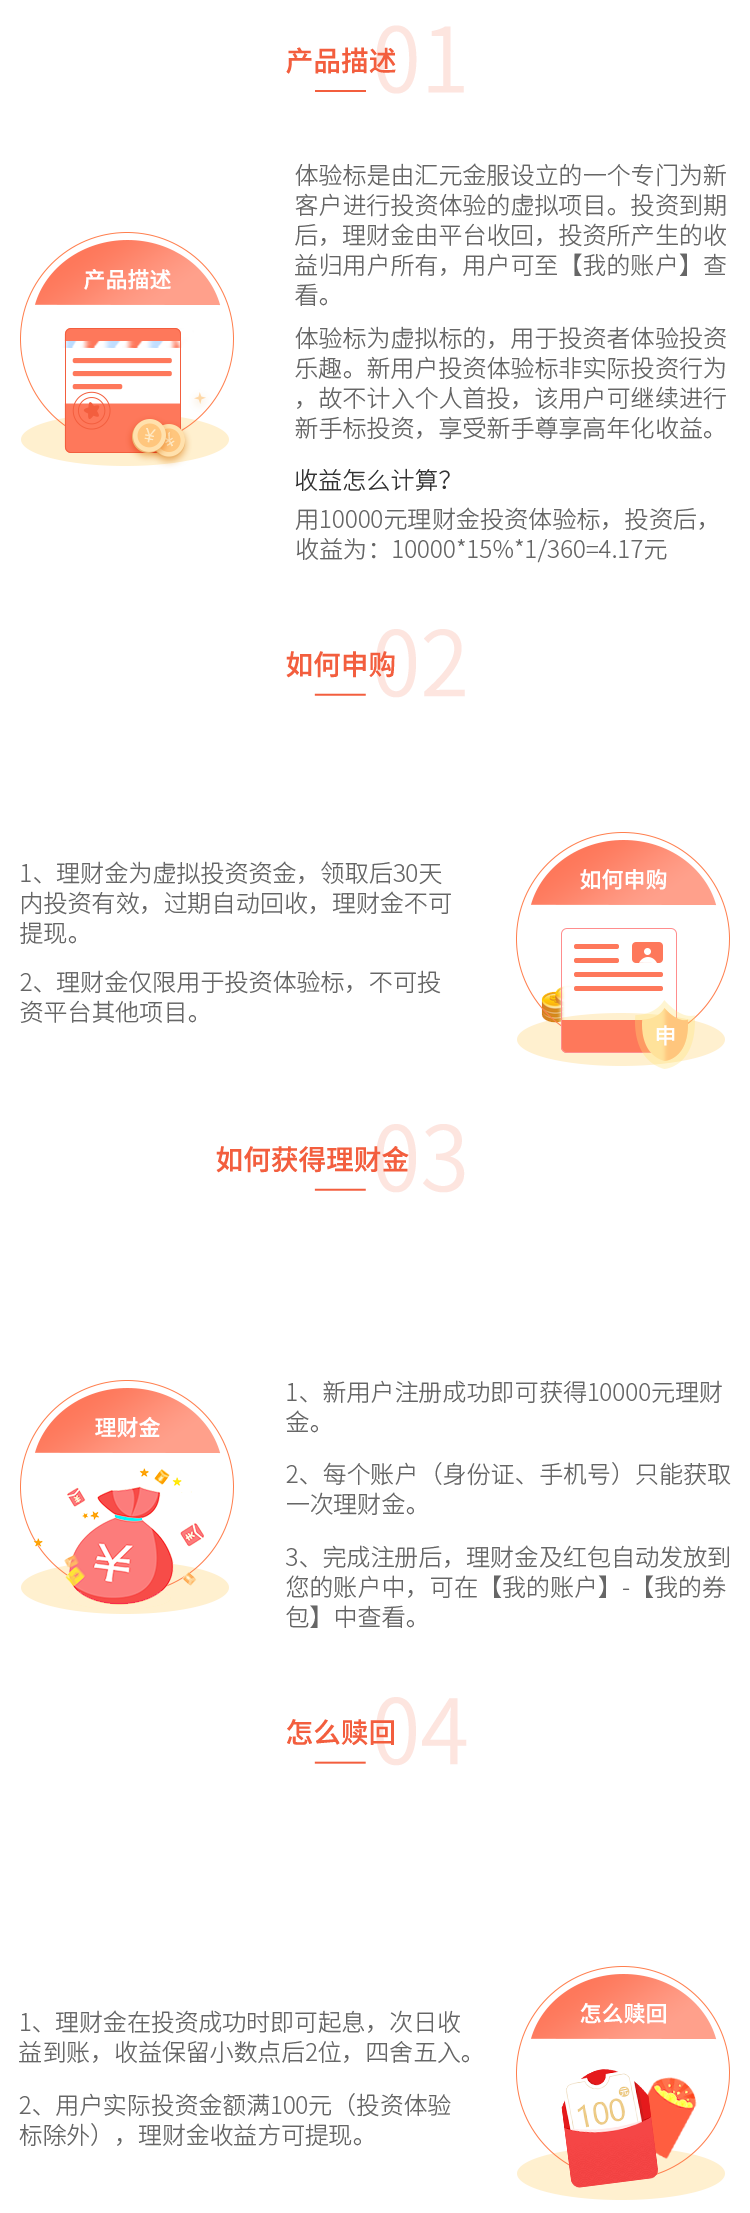 01
产品描述
体验标是由汇元金服设立的一个专门为新
客户进行投资体验的虚拟项目。投资到期
后，理财金由平台收回，投资所产生的收
益归用户所有，用户可至【我的账户】查
看。
产品描述
体验标为虚拟标的，用于投资者体验投资
乐趣。新用户投资体验标非实际投资行为
，故不计入个人首投，该用户可继续进行
新手标投资，享受新手尊享高年化收益。
收益怎么计算？
用10000元理财金投资体验标，投资后，
收益为：10000*15%*1/360=4.17元
02
如何申购
如何申购
1、理财金为虚拟投资资金，领取后30天
内投资有效，过期自动回收，理财金不可
提现。
2、理财金仅限用于投资体验标，不可投
资平台其他项目。
申
03
如何获得理财金
理财金
1、新用户注册成功即可获得10000元理财
金。
2、每个账户（身份证、手机号）只能获取
一次理财金。
3、完成注册后，理财金及红包自动发放到
您的账户中，可在【我的账户】-【我的券
包】中查看。
04
怎么赎回
怎么赎回
1、理财金在投资成功时即可起息，次日收
益到账，收益保留小数点后2位，四舍五入。
2、用户实际投资金额满100元（投资体验
标除外），理财金收益方可提现。
100